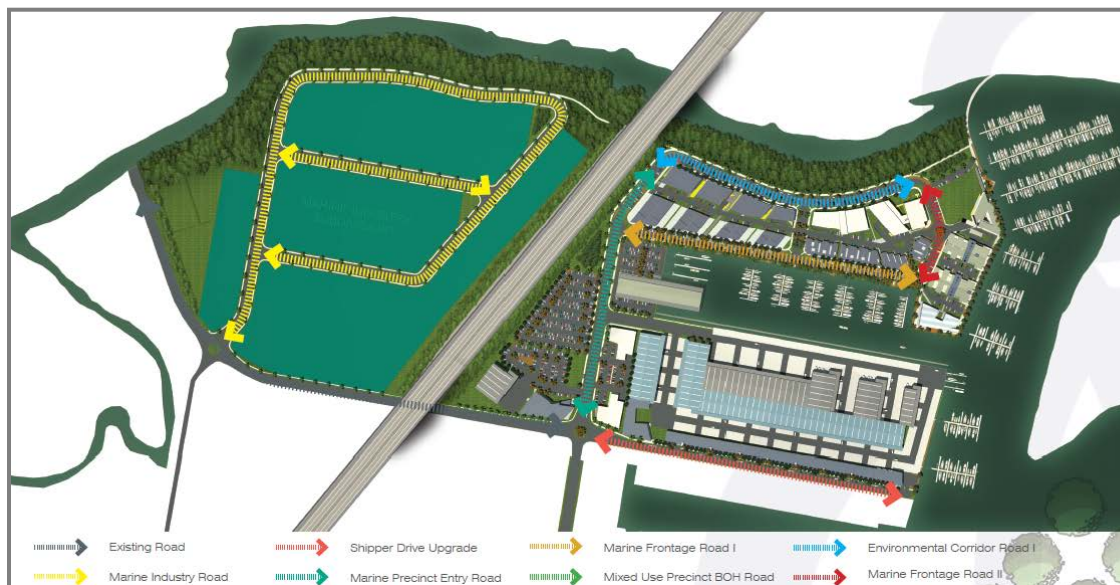 Existing Road Shipper Drive Upgrade Marine Frontage Road I Environmental Corridor Road I
Marine Industry Road Marine Precinct Entry Road Mixed Use Precinct BOH Road Marine Frontage Road II